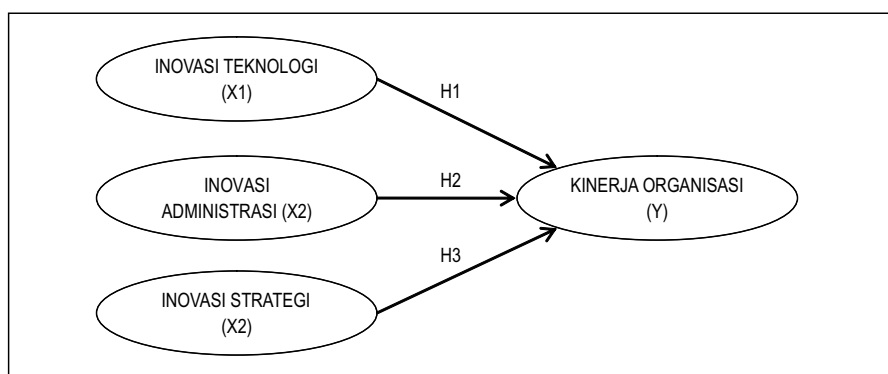 INOVASI TEKNOLOGI
(X1)
H1
INOVASI
ADMINISTRASI (X2)
H2
KINERJA ORGANISASI
(Y)
H3
INOVASI STRATEGI
(X2)